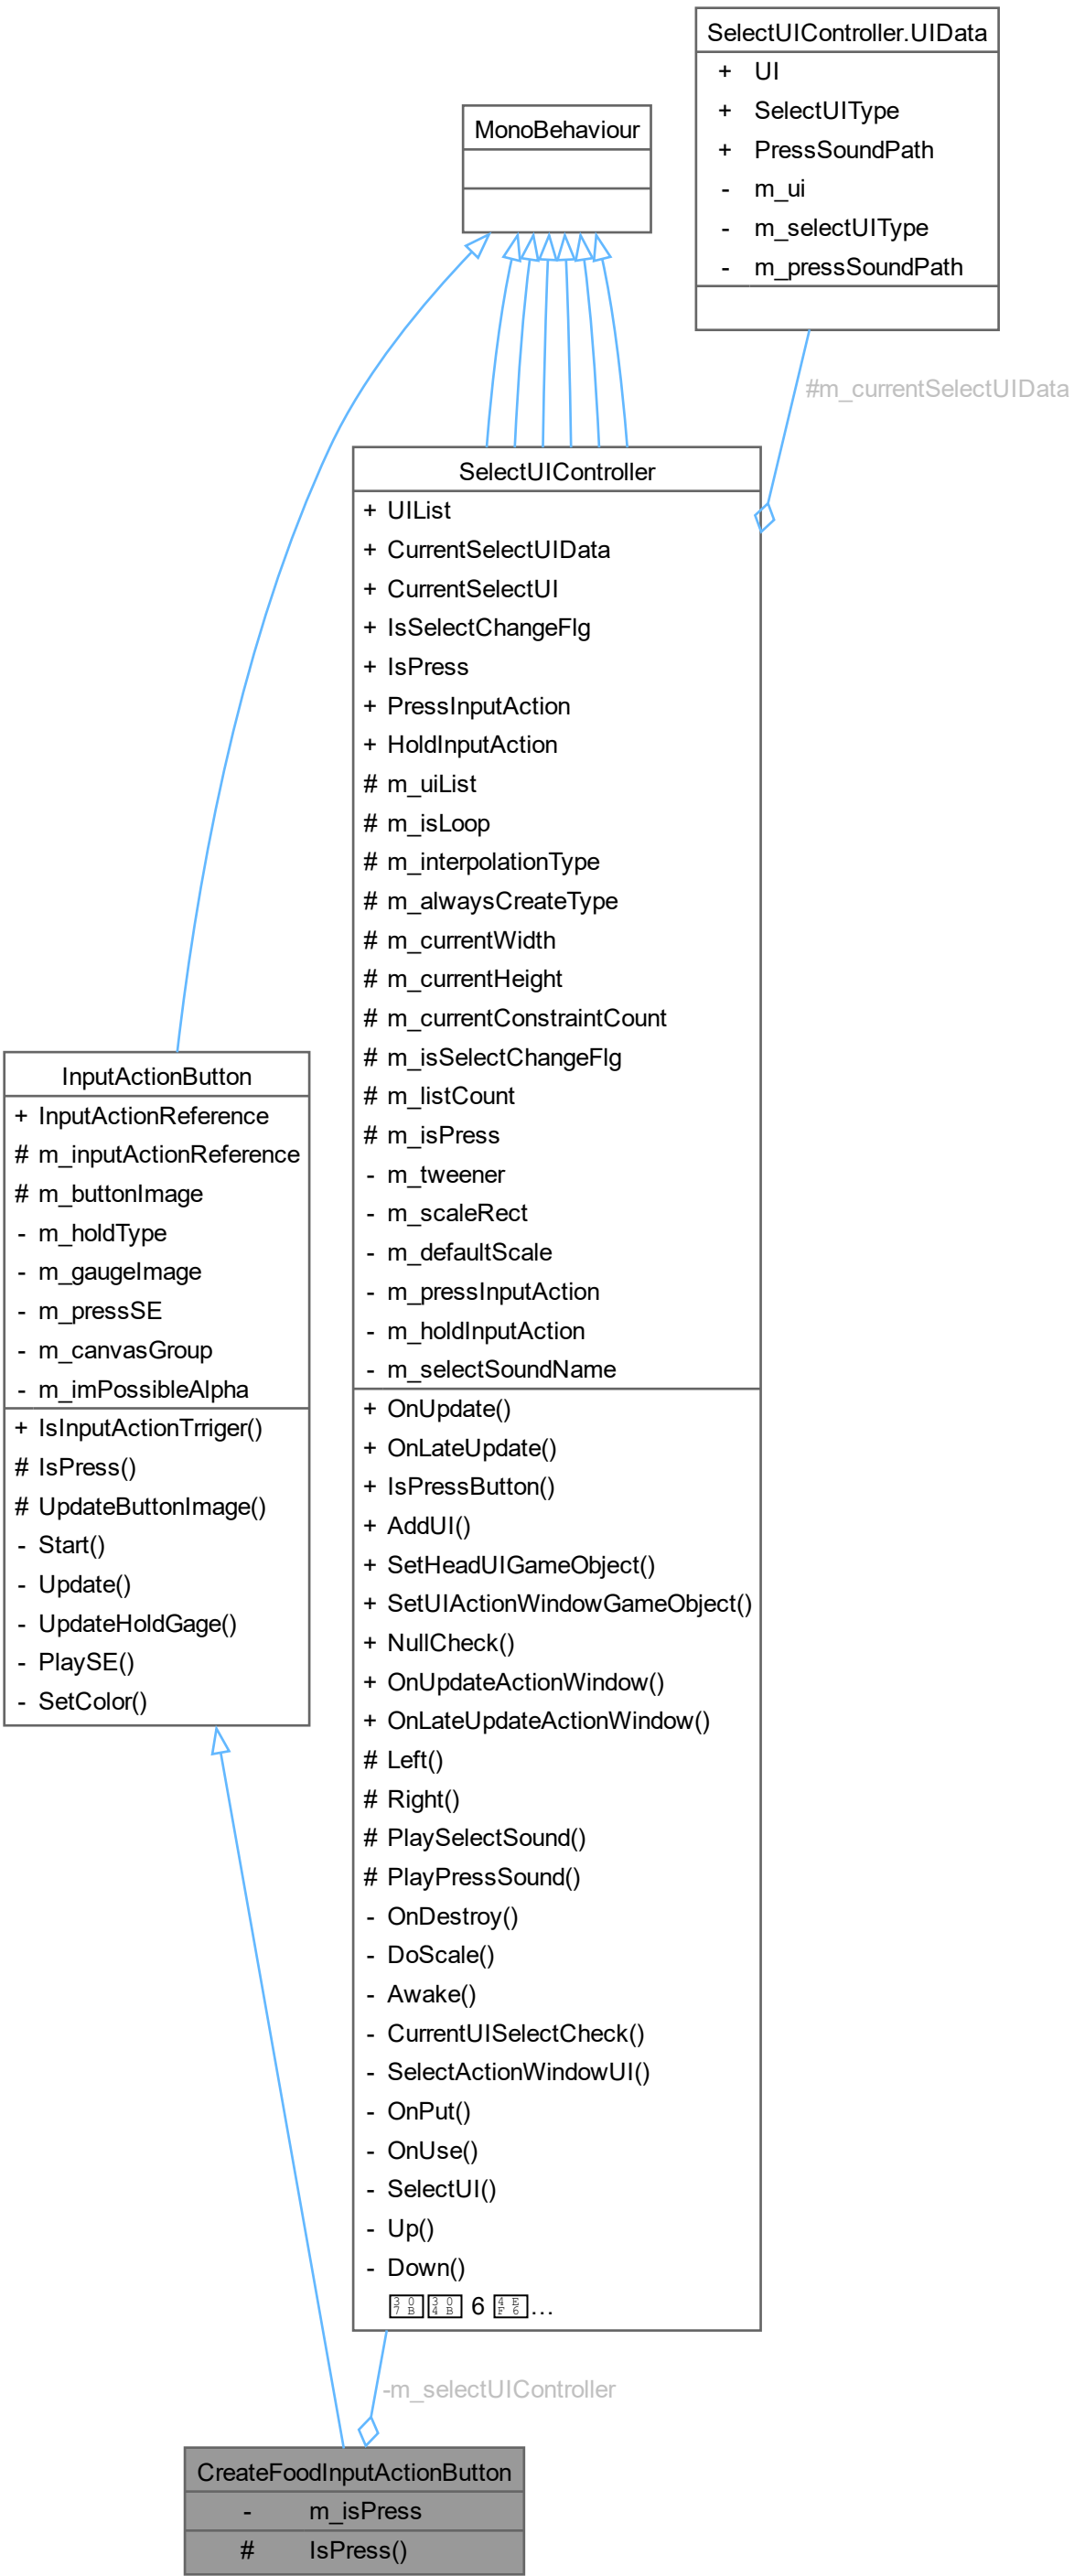 SelectUIController.UIData
+ UI
+ SelectUIType
+ PressSoundPath
- m_ui
- m_selectUIType
- m_pressSoundPath
MonoBehaviour
#m_currentSelectUIData
SelectUIController
+ UIList
+ CurrentSelectUIData
+ CurrentSelectUI
+ IsSelectChangeFlg
+ IsPress
+ PressInputAction
+ HoldInputAction
# m_uiList
# m_isLoop
# m_interpolationType
# m_alwaysCreateType
# m_currentWidth
# m_currentHeight
# m_currentConstraintCount
# m_isSelectChangeFlg
# m_listCount
# m_isPress
- m_tweener
- m_scaleRect
- m_defaultScale
- m_pressInputAction
- m_holdInputAction
- m_selectSoundName
+ OnUpdate()
+ OnLateUpdate()
+ IsPressButton()
+ AddUI()
+ SetHeadUIGameObject()
+ SetUIActionWindowGameObject()
+ NullCheck()
+ OnUpdateActionWindow()
+ OnLateUpdateActionWindow()
# Left()
# Right()
# PlaySelectSound()
# PlayPressSound()
- OnDestroy()
- DoScale()
- Awake()
- CurrentUISelectCheck()
- SelectActionWindowUI()
- OnPut()
- OnUse()
- SelectUI()
- Up()
- Down()
6 ...
InputActionButton
+ InputActionReference
# m_inputActionReference
# m_buttonImage
- m_holdType
- m_gaugeImage
- m_pressSE
- m_canvasGroup
- m_imPossibleAlpha
+ IsInputActionTrriger()
# IsPress()
# UpdateButtonImage()
- Start()
- Update()
- UpdateHoldGage()
- PlaySE()
- SetColor()
-m_selectUIController
CreateFoodInputActionButton
- m_isPress
# IsPress()